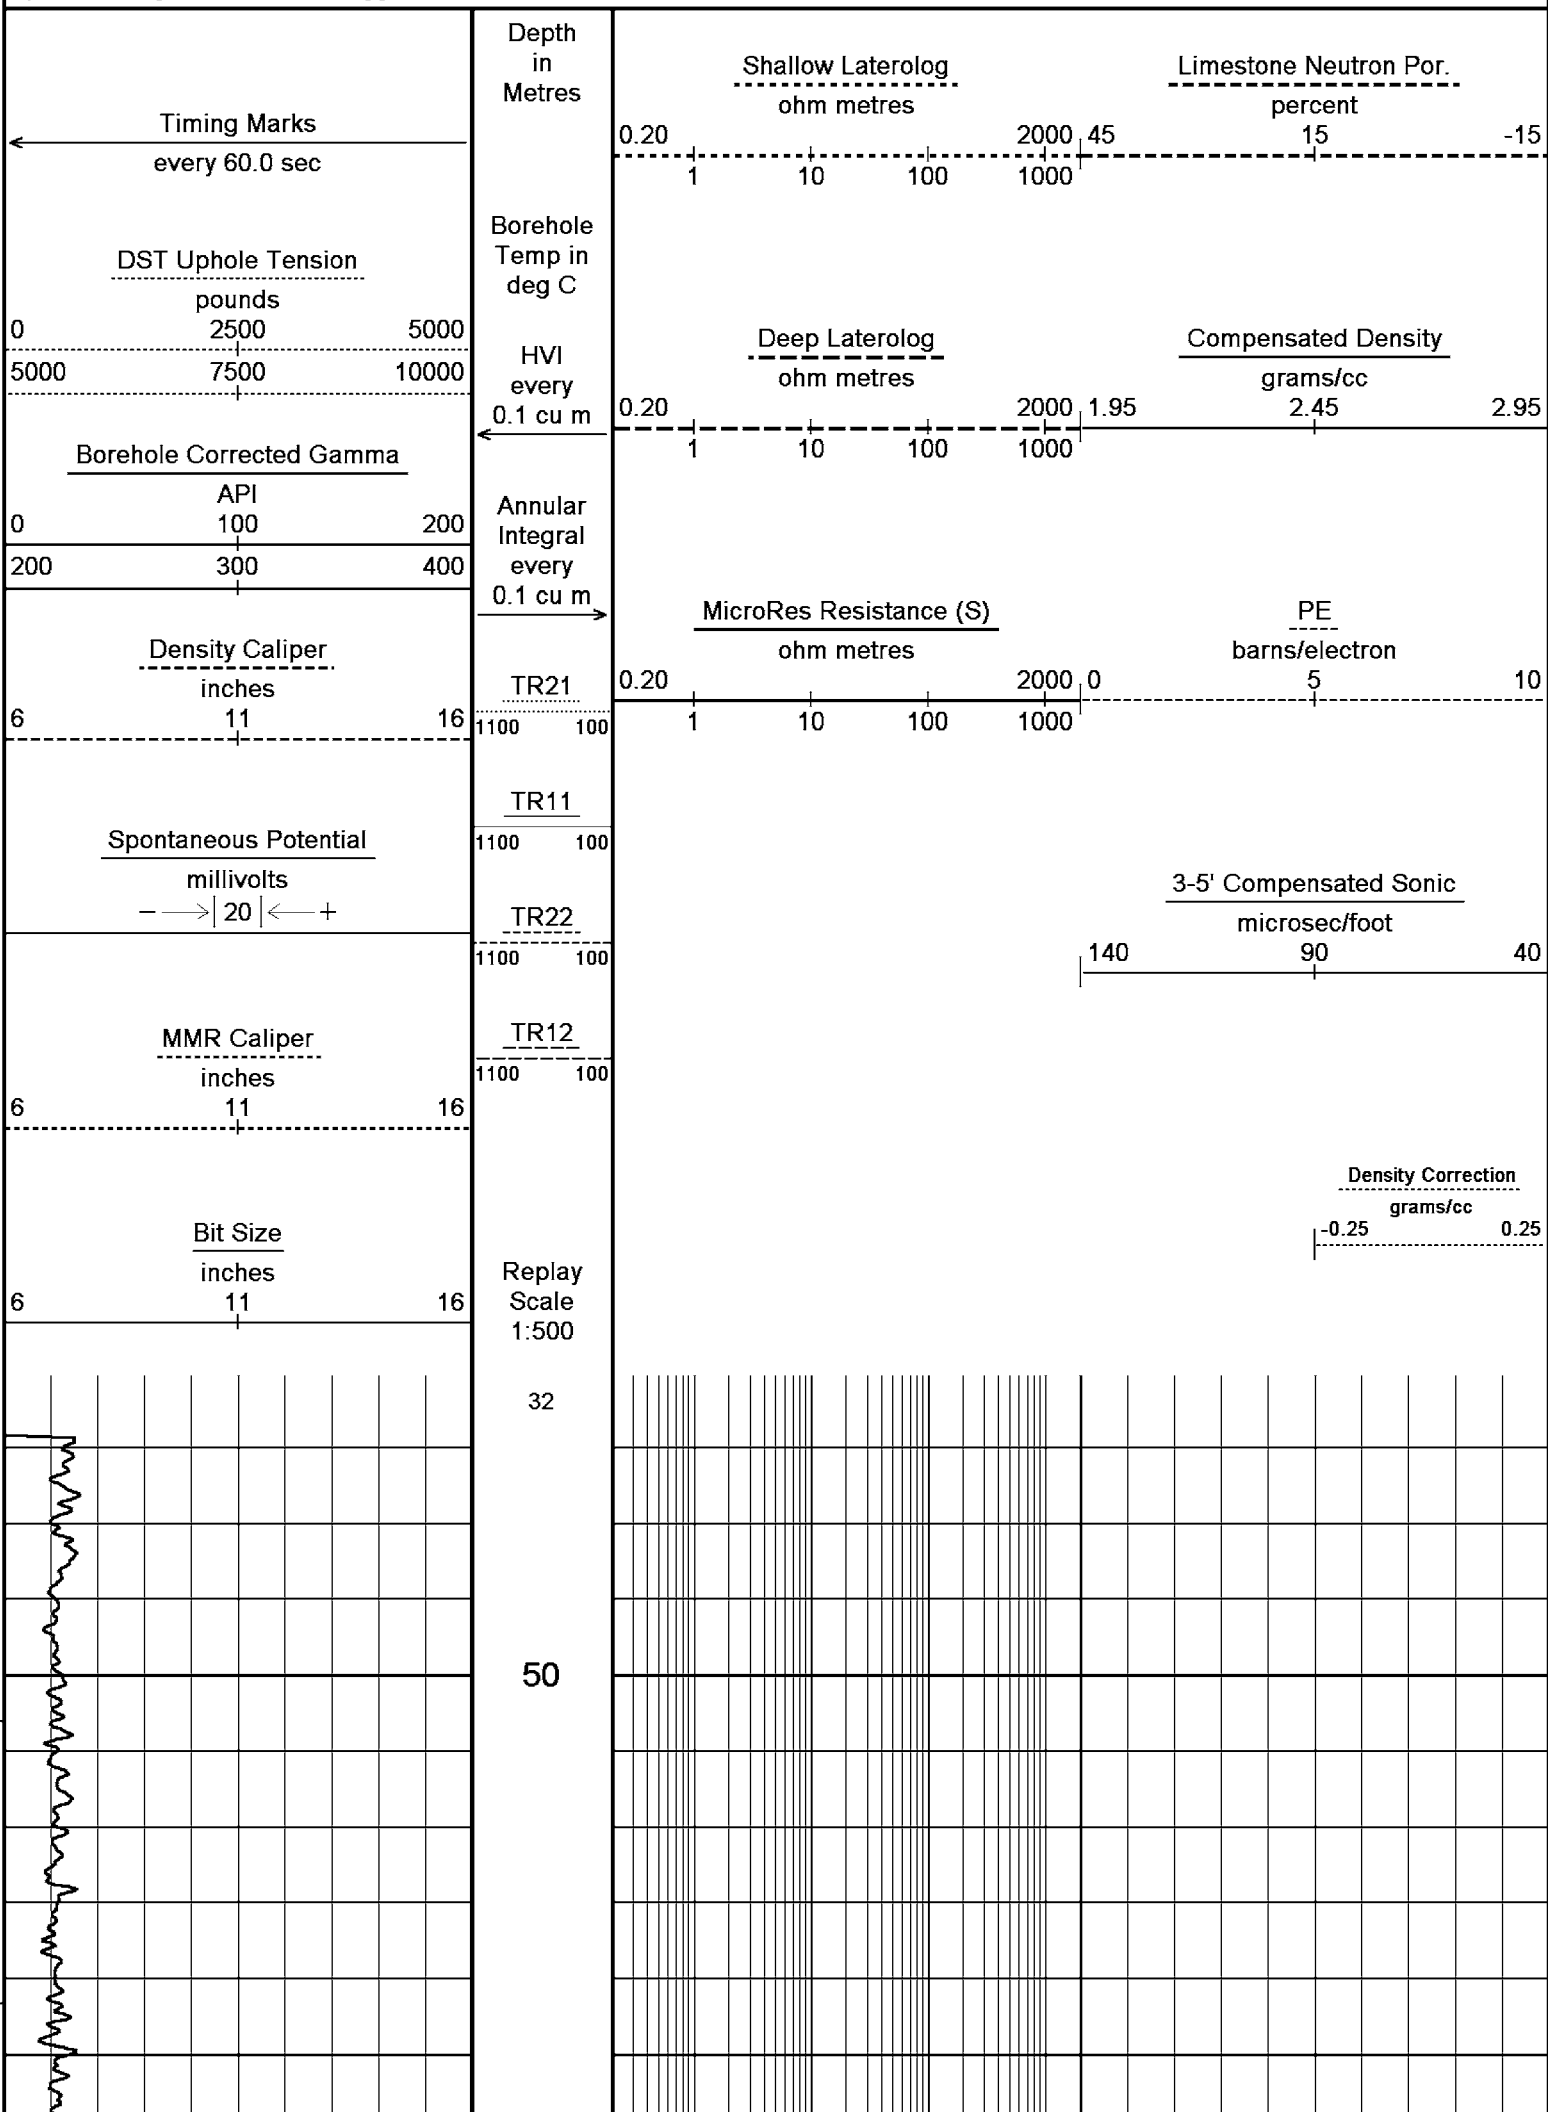 Timing Marks
every 60.0 sec
DST Uphole Tension
pounds
0 2500 5000
5000 7500 10000
Borehole Corrected Gamma
API
0 100 200
200 300 400
Density Caliper
inches
6 11 16
Spontaneous Potential
millivolts
− →|20|← +
MMR Caliper
inches
6 11 16
Bit Size
inches
6 11 16
Depth
in
Metres
Borehole
Temp in
deg C
HVI
every
0.1 cu m
Annular
Integral
every
0.1 cu m
TR21
1100 100
TR11
1100 100
TR22
1100 100
TR12
1100 100
Replay
Scale
1:500
32
50
Shallow Laterolog
ohm metres
0.20 2000
1 10 100 1000
Deep Laterolog
ohm metres
0.20 2000
1 10 100 1000
MicroRes Resistance (S)
ohm metres
0.20 2000
1 10 100 1000
Limestone Neutron Por.
percent
45 15 -15
Compensated Density
grams/cc
1.95 2.45 2.95
PE
barns/electron
0 5 10
3-5' Compensated Sonic
microsec/foot
140 90 40
Density Correction
grams/cc
-0.25 0.25